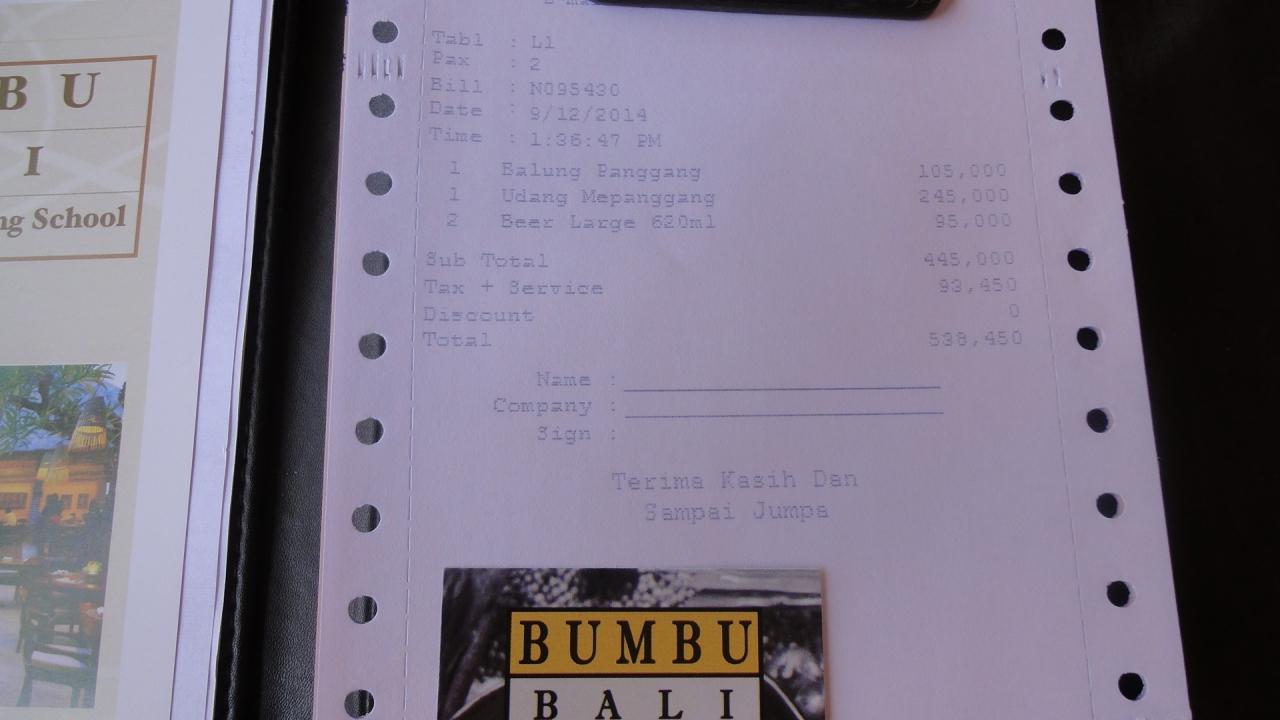 BU
I
ng School
Tabl : L1
Pax : 2
Bill : N095430
Date : 9/12/2014
Time : 1:36:47 PM
1 Balung Panggang 105,000
1 Udang Mepanggang 245,000
2 Beer Large 620ml 95,000
Sub Total 445,000
Tax + Service 93,450
Discount 0
Total 538,450
Name :
Company :
Sign :
Terima Kasih Dan
Sampai Jumpa
BUMBU
BALI